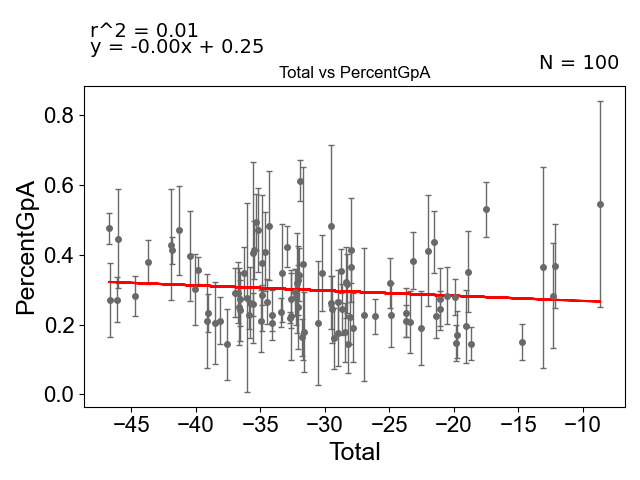 r^2 = 0.01
y = -0.00x + 0.25
N = 100
Total vs PercentGpA
PercentGpA
0.8
0.6
0.4
0.2
0.0
−45 −40 −35 −30 −25 −20 −15 −10
Total